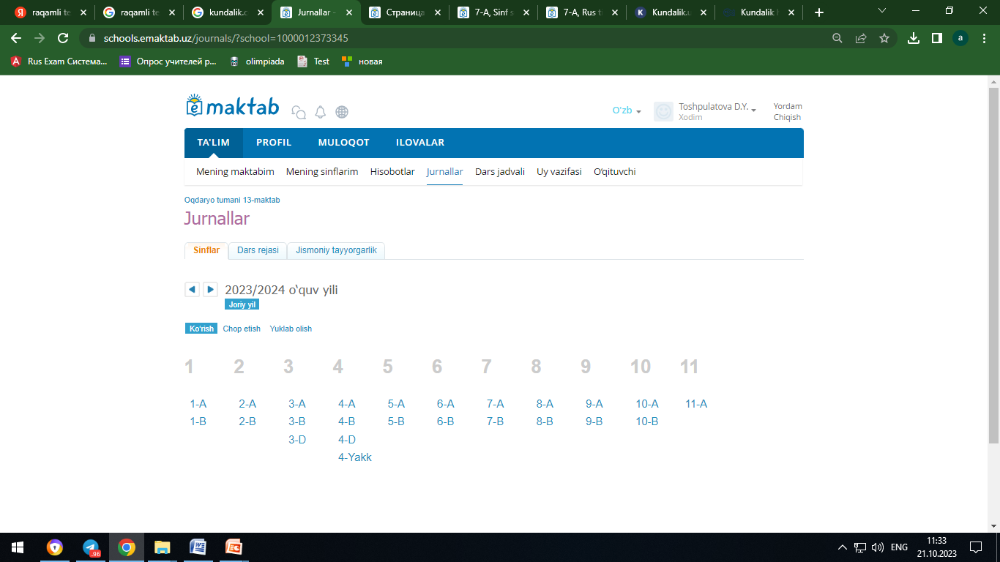 raqamli te
raqamli te
kundalik.c
Jurnallar -
Страница
7-A, Sinf s
7-A, Rus ti
Kundalik.u
Kundalik
schools.emaktab.uz/journals/?school=1000012373345
a
Rus Exam Система...
Опрос учителей р...
olimpiada
Test
новая
maktab
O'zb
Toshpulatova D.Y.
Xodim
Yordam
Chiqish
TA'LIM PROFIL MULOQOT ILOVALAR
Mening maktabim Mening sinflarim Hisobotlar Jurnallar Dars jadvali Uy vazifasi O'qituvchi
Oqdaryo tumani 13-maktab
Jurnallar
Sinflar Dars rejasi Jismoniy tayyorgarlik
2023/2024 o'quv yili
Joriy yil
Ko'rish Chop etish Yuklab olish
1 2 3 4 5 6 7 8 9 10 11
1-A 2-A 3-A 4-A 5-A 6-A 7-A 8-A 9-A 10-A 11-A
1-B 2-B 3-B 4-B 5-B 6-B 7-B 8-B 9-B 10-B
3-D 4-D
4-Yakk
96
ENG
11:33
21.10.2023